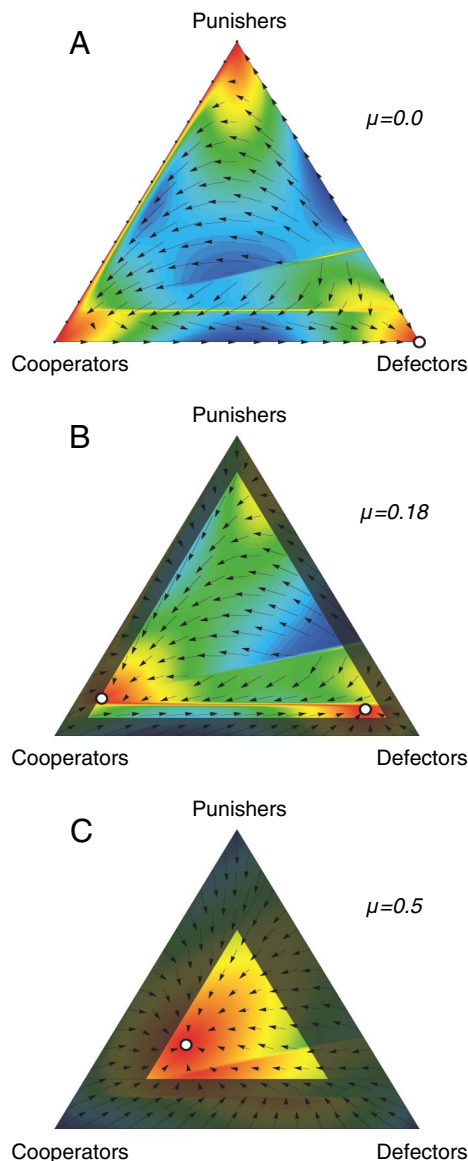 Punishers
A
μ=0.0
Cooperators Defectors
Punishers
B
μ=0.18
Cooperators Defectors
Punishers
C
μ=0.5
Cooperators Defectors